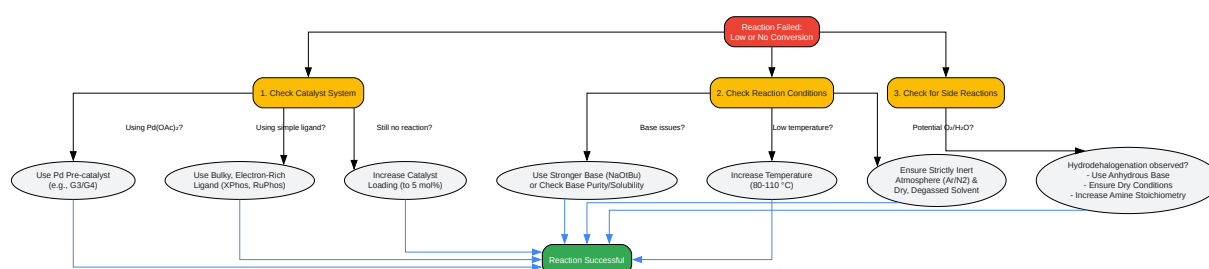 Reaction Failed:
Low or No Conversion
1. Check Catalyst System
2. Check Reaction Conditions
3. Check for Side Reactions
Using Pd(OAc)₂?
Using simple ligand?
Still no reaction?
Base issues?
Low temperature?
Potential O₂/H₂O?
Use Pd Pre-catalyst
(e.g., G3/G4)
Use Bulky, Electron-Rich
Ligand (XPhos, RuPhos)
Increase Catalyst
Loading (to 5 mol%)
Use Stronger Base (NaOtBu)
or Check Base Purity/Solubility
Increase Temperature
(80-110 °C)
Ensure Strictly Inert
Atmosphere (Ar/N2) &
Dry, Degassed Solvent
Hydrodehalogenation observed?
- Use Anhydrous Base
- Ensure Dry Conditions
- Increase Amine Stoichiometry
Reaction Successful